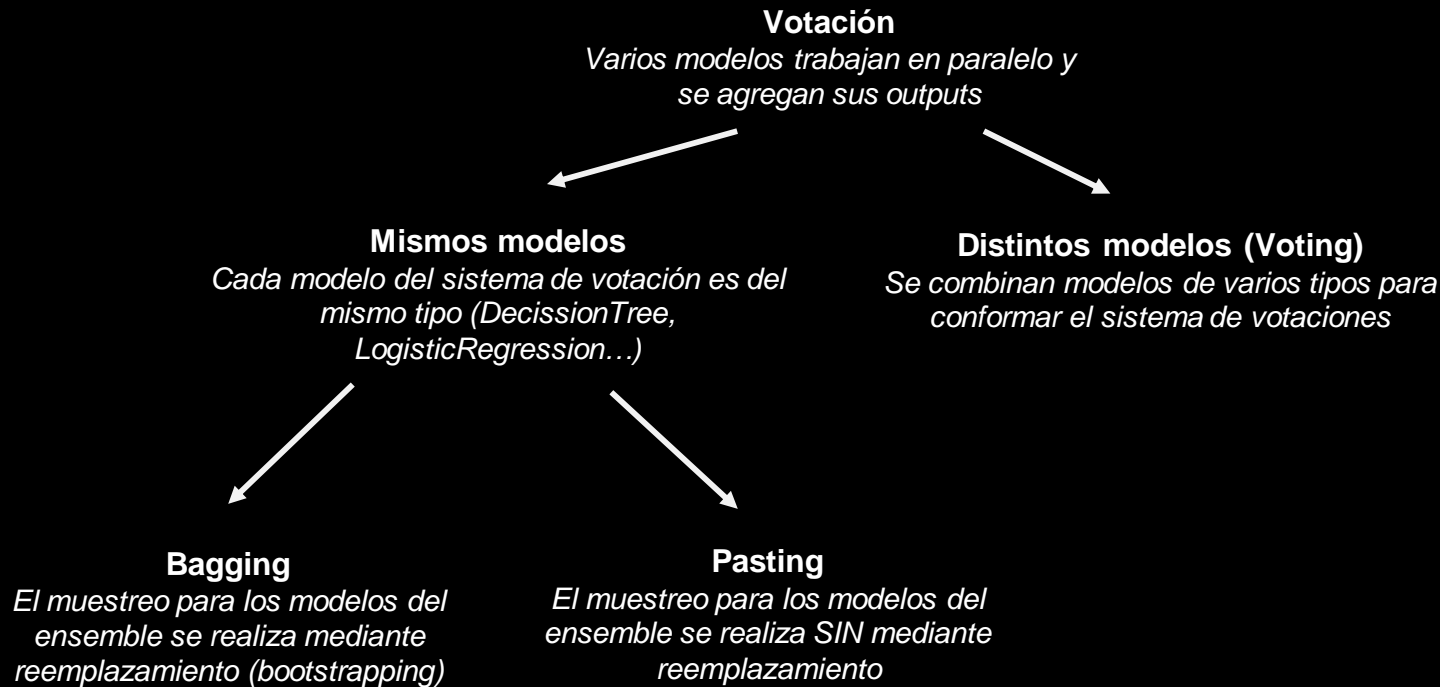 Votación
Varios modelos trabajan en paralelo y
se agregan sus outputs
Mismos modelos
Cada modelo del sistema de votación es del
mismo tipo (DecissionTree,
LogisticRegression…)
Distintos modelos (Voting)
Se combinan modelos de varios tipos para
conformar el sistema de votaciones
Bagging
El muestreo para los modelos del
ensemble se realiza mediante
reemplazamiento (bootstrapping)
Pasting
El muestreo para los modelos del
ensemble se realiza SIN mediante
reemplazamiento